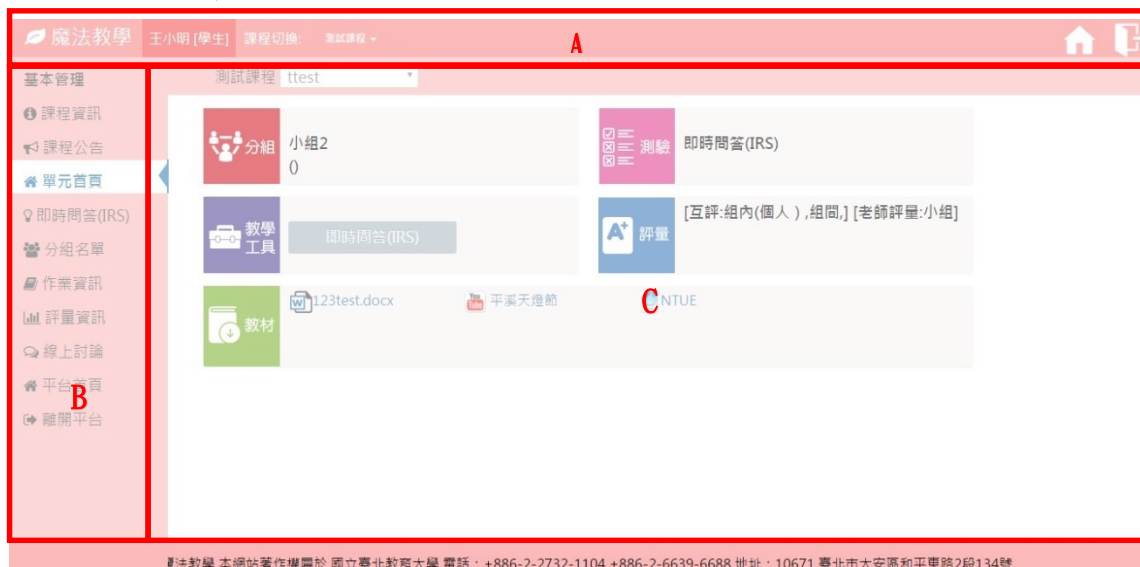 魔法教學 王小明 [學生] 課程切換: 測試課程
A
基本管理
課程資訊
課程公告
單元首頁
即時問答(IRS)
分組名單
作業資訊
評量資訊
線上討論
平台首頁
離開平台
B
測試課程 ttest
分組 小組2
()
測驗 即時問答(IRS)
教學
工具 即時問答(IRS)
A+ 評量 [互評:組內(個人 ),組間,] [老師評量:小組]
教材 123test.docx 平溪天燈節 NTUE
C
魔法教學 本網站著作權屬於 國立臺北教育大學 電話：+886-2-2732-1104 +886-2-6639-6688 地址：10671 臺北市大安區和平東路2段134號